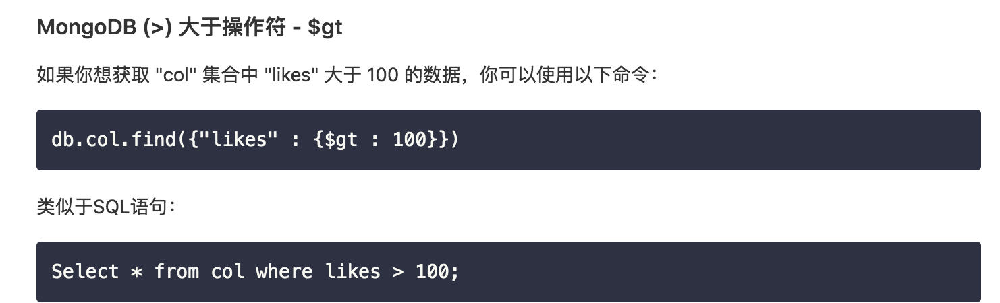 MongoDB (>) 大于操作符 - $gt
如果你想获取 "col" 集合中 "likes" 大于 100 的数据，你可以使用以下命令：
db.col.find({"likes" : {$gt : 100}})
类似于SQL语句：
Select * from col where likes > 100;